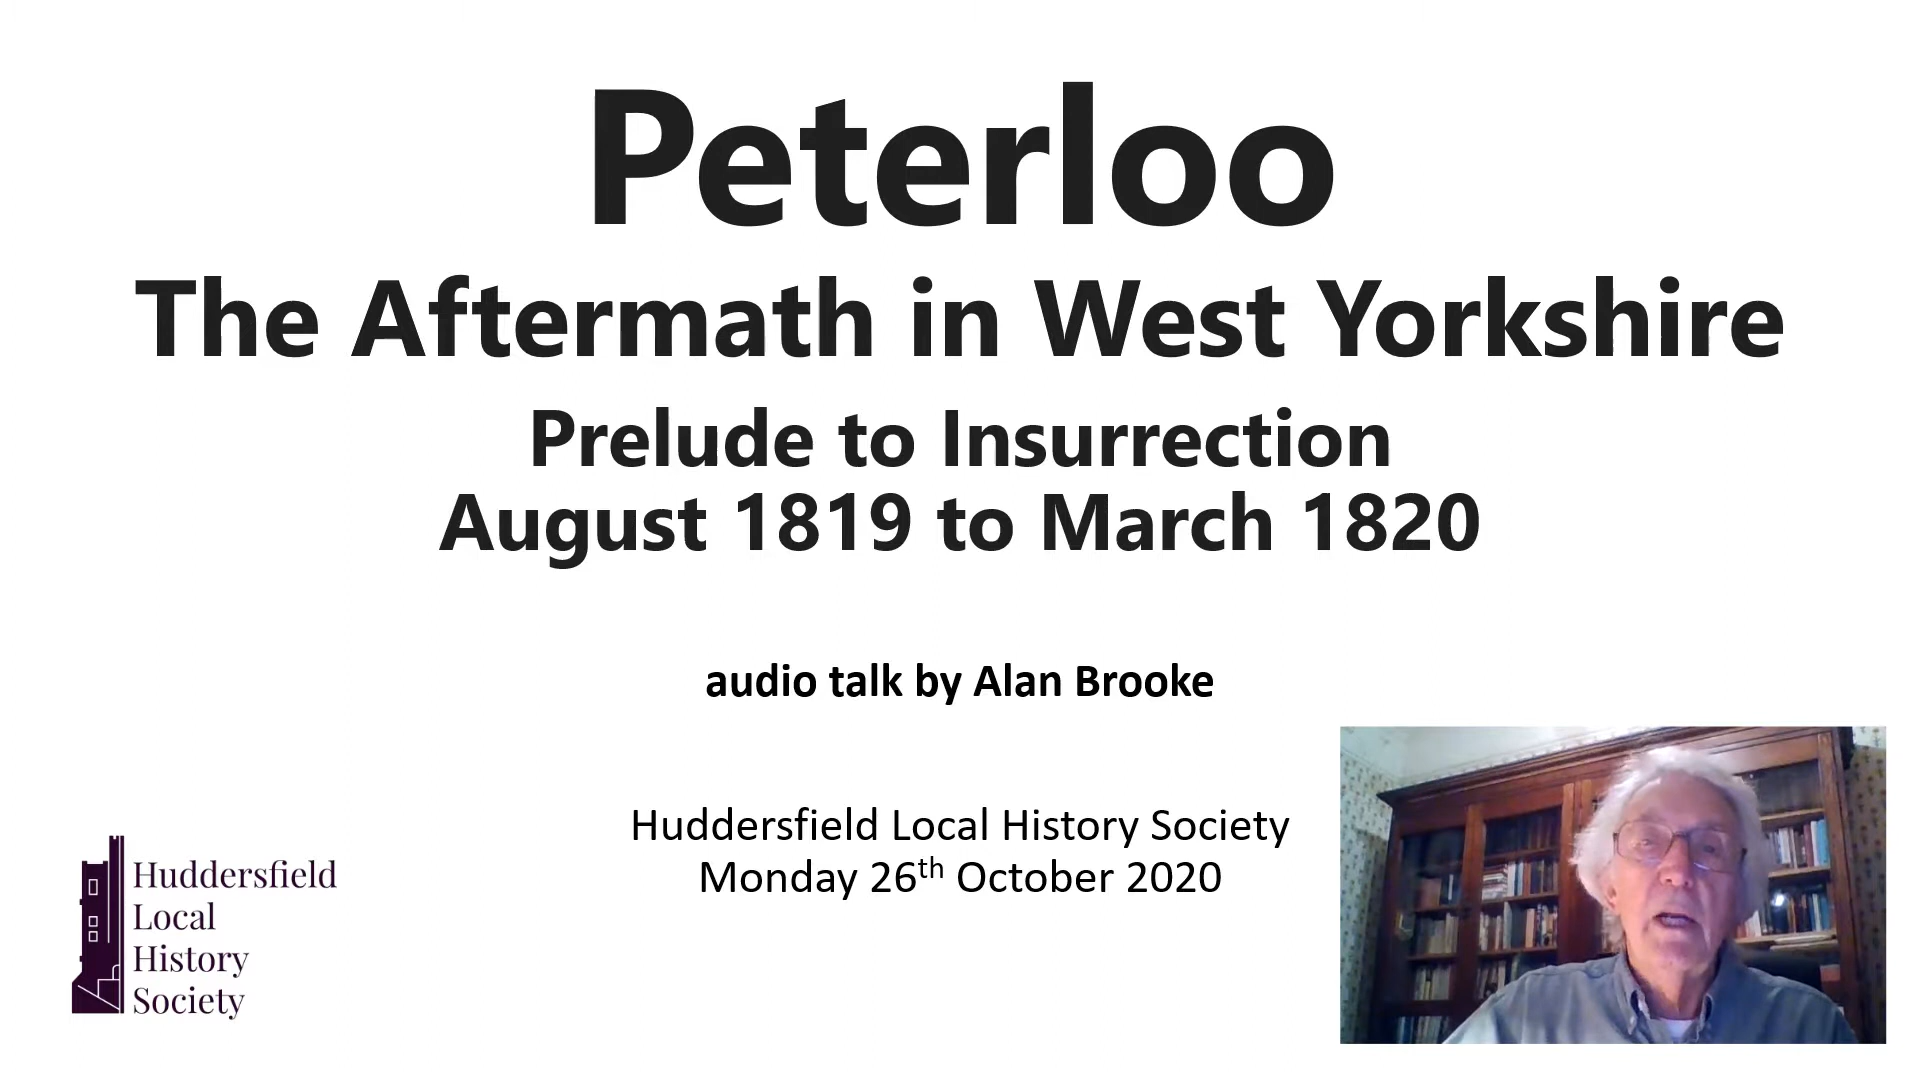 Peterloo
The Aftermath in West Yorkshire
Prelude to Insurrection
August 1819 to March 1820
audio talk by Alan Brooke
Huddersfield Local History Society
Monday 26th October 2020
Huddersfield
Local
History
Society